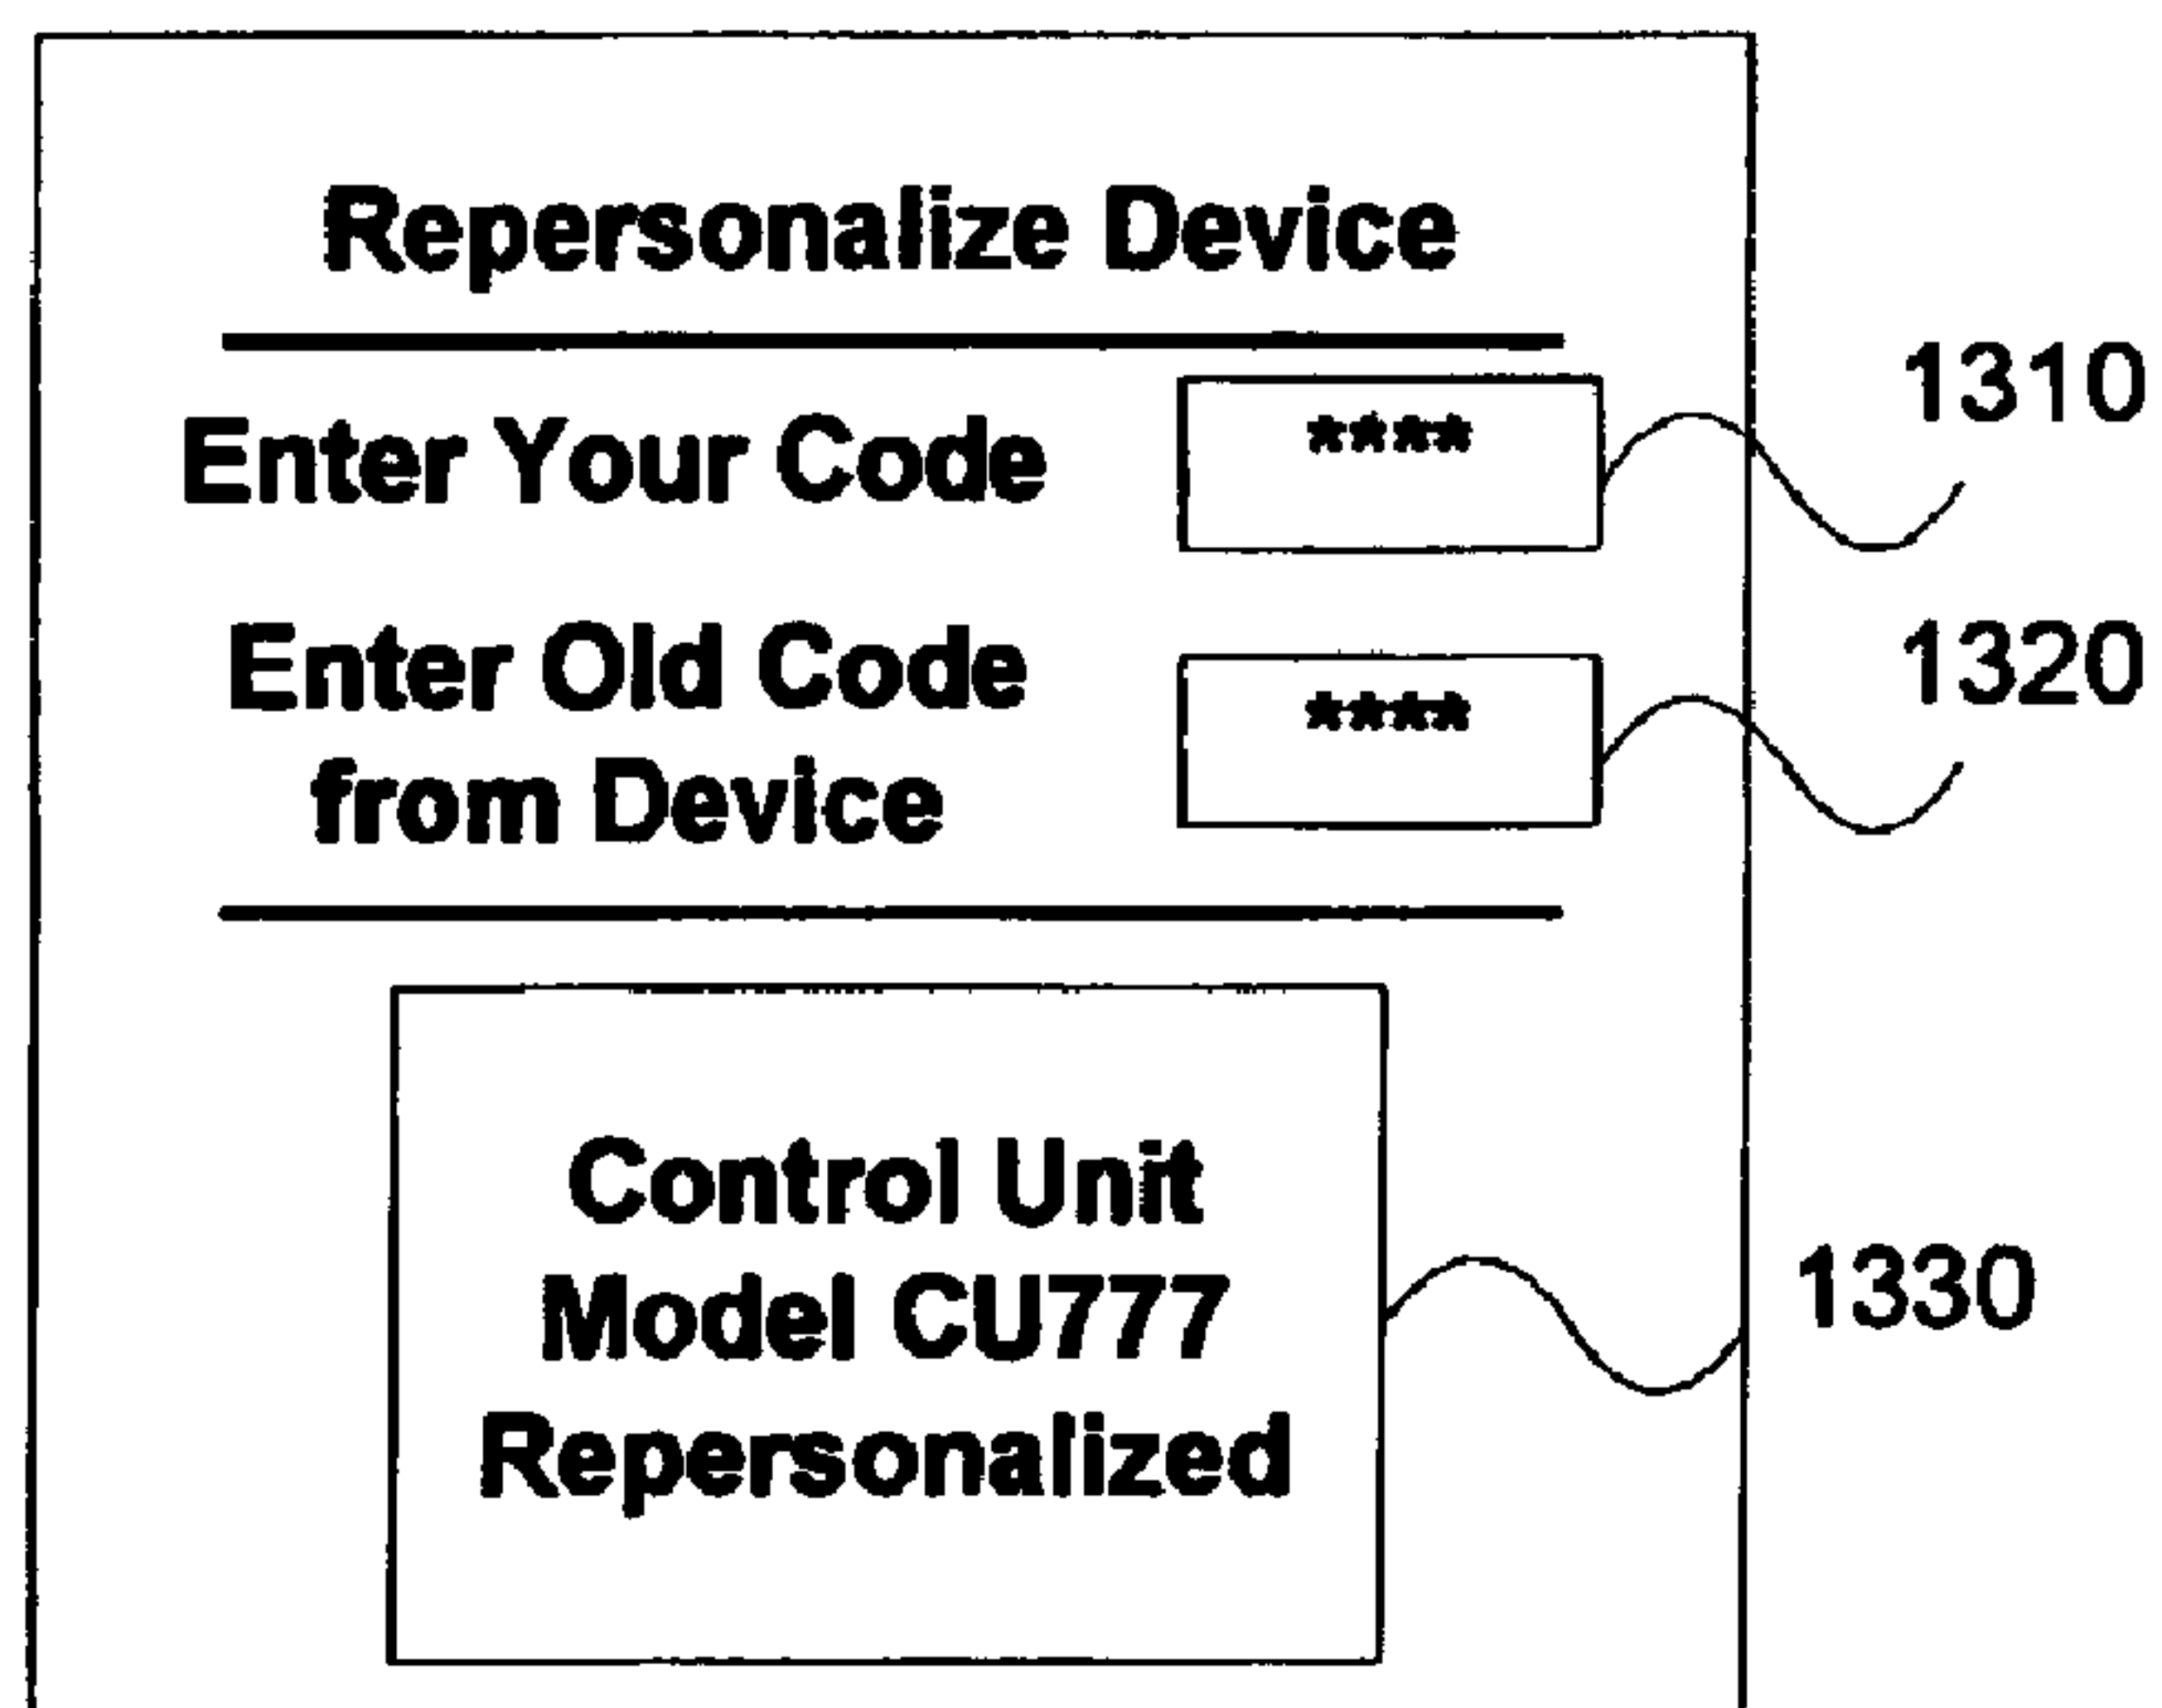 Repersonalize Device
Enter Your Code
****
1310
Enter Old Code
from Device
****
1320
Control Unit
Model CU777
Repersonalized
1330